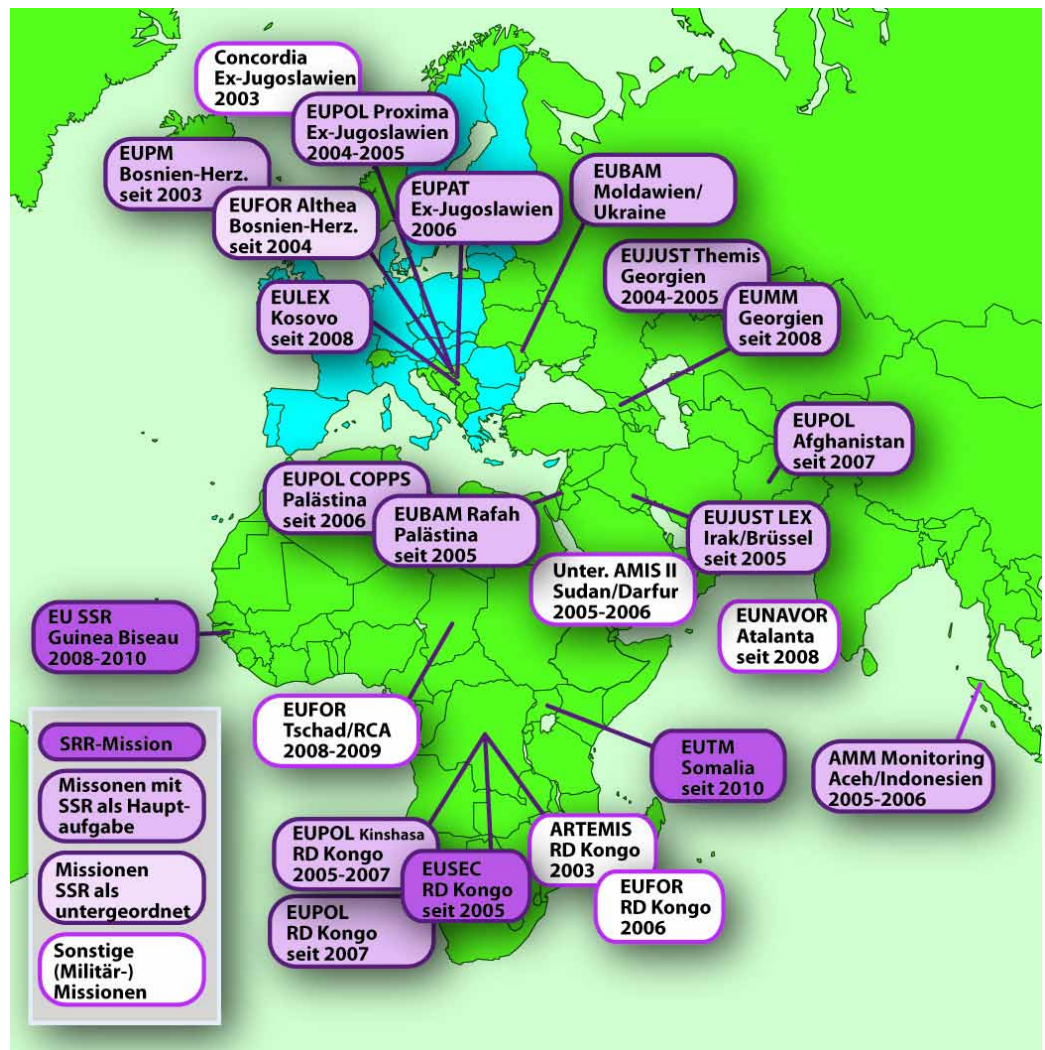 Concordia
Ex-Jugoslawien
2003
EUPOL Proxima
Ex-Jugoslawien
2004-2005
EUPM
Bosnien-Herz.
seit 2003
EUFOR Althea
Bosnien-Herz.
seit 2004
EUPAT
Ex-Jugoslawien
2006
EUBAM
Moldawien/
Ukraine
EUJUST Themis
Georgien
2004-2005
EUMM
Georgien
seit 2008
EULEX
Kosovo
seit 2008
EUPOL
Afghanistan
seit 2007
EUPOL COPPS
Palästina
seit 2006
EUBAM Rafah
Palästina
seit 2005
EUJUST LEX
Irak/Brüssel
seit 2005
Unter. AMIS II
Sudan/Darfur
2005-2006
EUNAVOR
Atalanta
seit 2008
EU SSR
Guinea Biseau
2008-2010
EUFOR
Tschad/RCA
2008-2009
EUTM
Somalia
seit 2010
AMM Monitoring
Aceh/Indonesien
2005-2006
EUPOL Kinshasa
RD Kongo
2005-2007
EUSEC
RD Kongo
seit 2005
ARTEMIS
RD Kongo
2003
EUFOR
RD Kongo
2006
EUPOL
RD Kongo
seit 2007
SRR-Mission
Missonen mit
SSR als Haupt-
aufgabe
Missionen
SSR als
untergeordnet
Sonstige
(Militär-)
Missionen